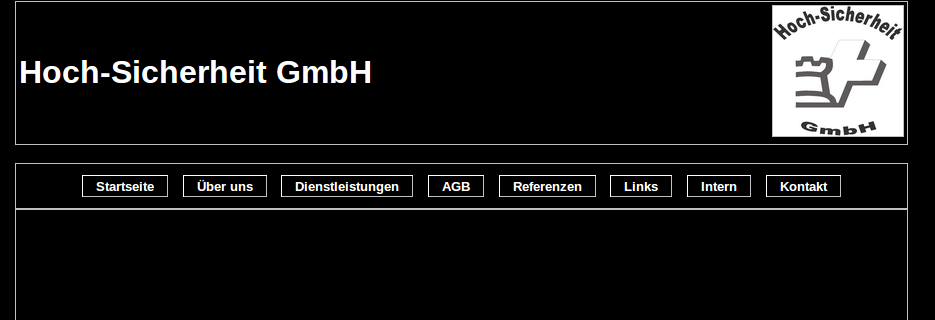 Hoch-Sicherheit
Hoch-Sicherheit GmbH
GmbH
Startseite Über uns Dienstleistungen AGB Referenzen Links Intern Kontakt